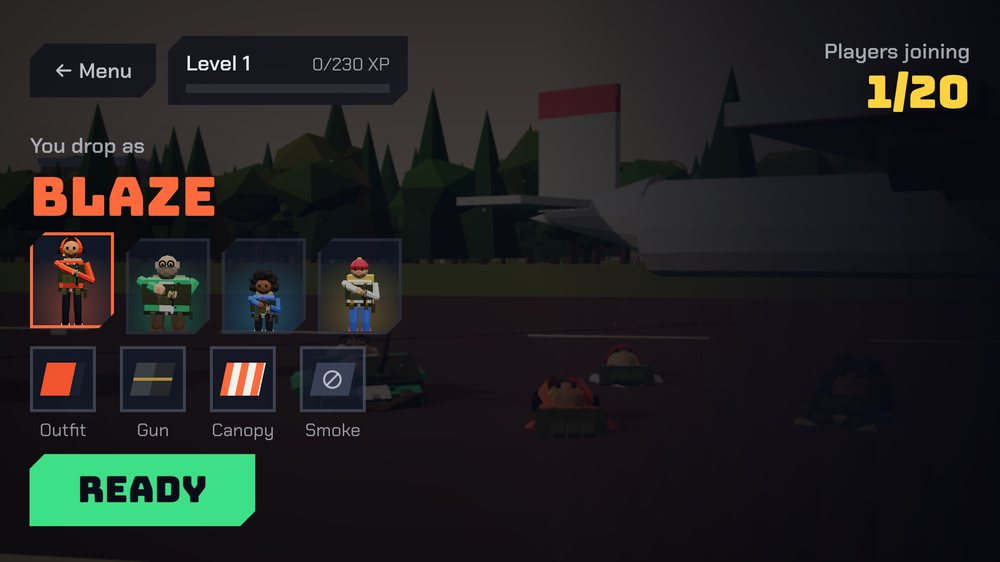 ← Menu
Level 1
0/230 XP
Players joining
1/20
You drop as
BLAZE
Outfit
Gun
Canopy
Smoke
READY